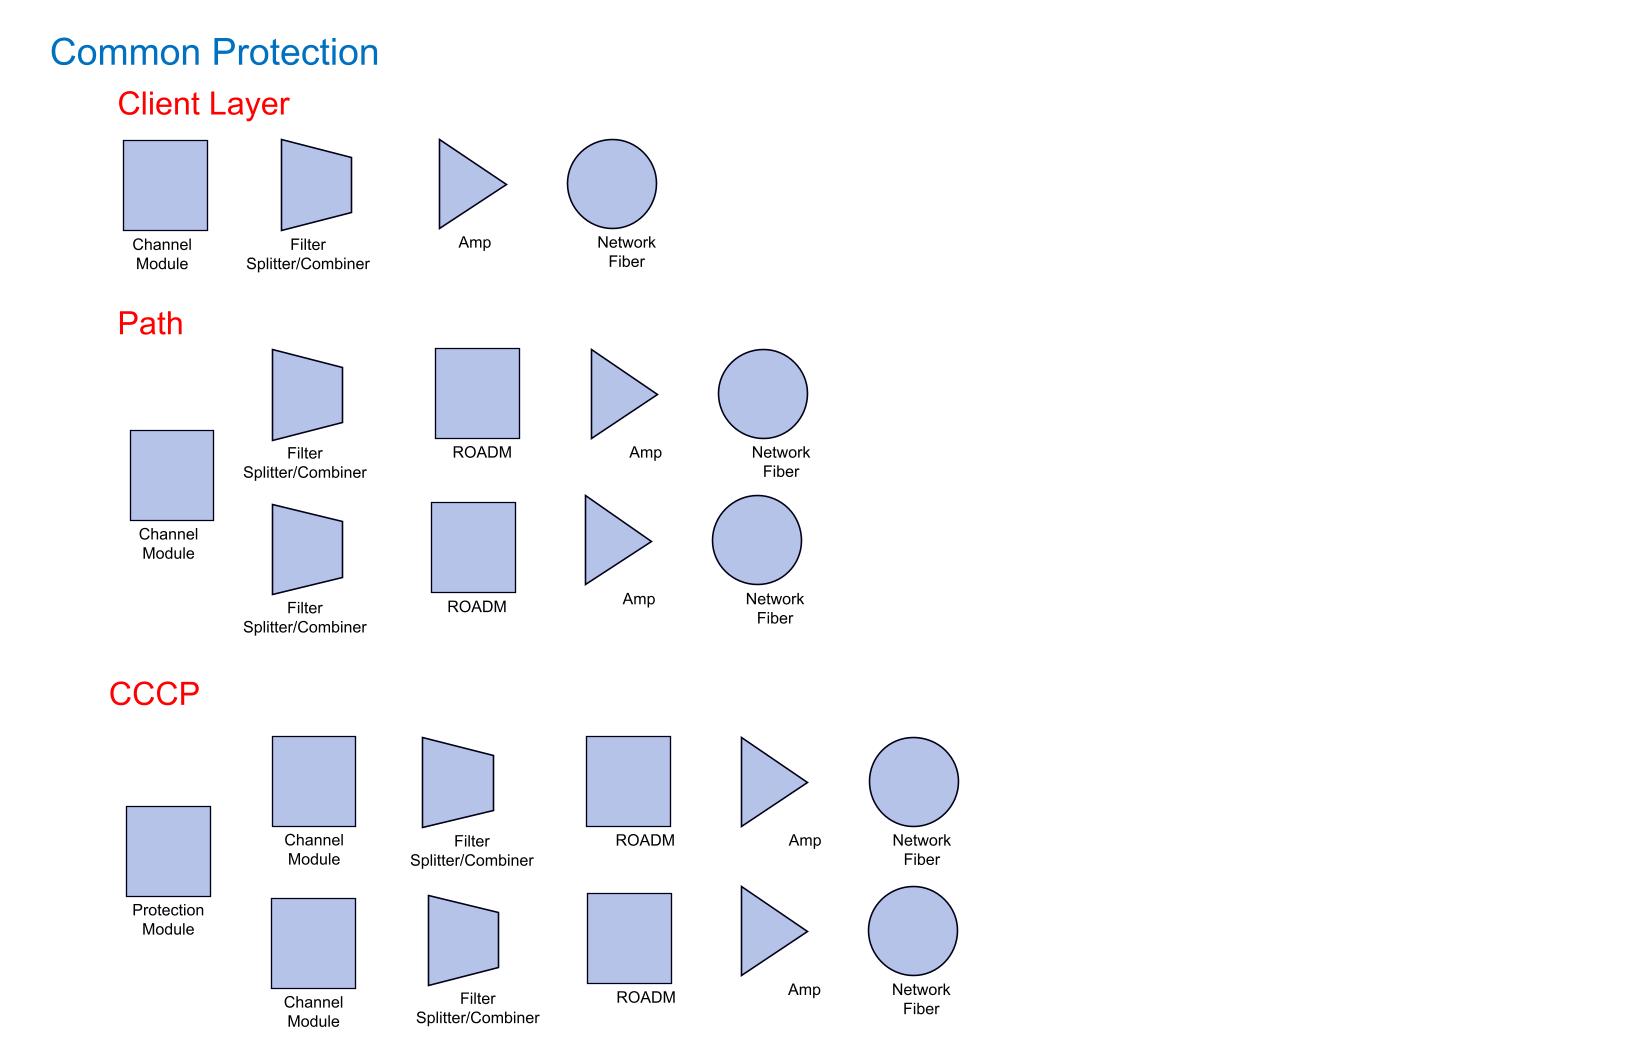 Common Protection
Client Layer
Channel
Module
Filter
Splitter/Combiner
Amp
Network
Fiber
Path
Filter
Splitter/Combiner
ROADM
Amp
Network
Fiber
Channel
Module
Filter
Splitter/Combiner
ROADM
Amp
Network
Fiber
CCCP
Channel
Module
Filter
Splitter/Combiner
ROADM
Amp
Network
Fiber
Protection
Module
Channel
Module
Filter
Splitter/Combiner
ROADM
Amp
Network
Fiber